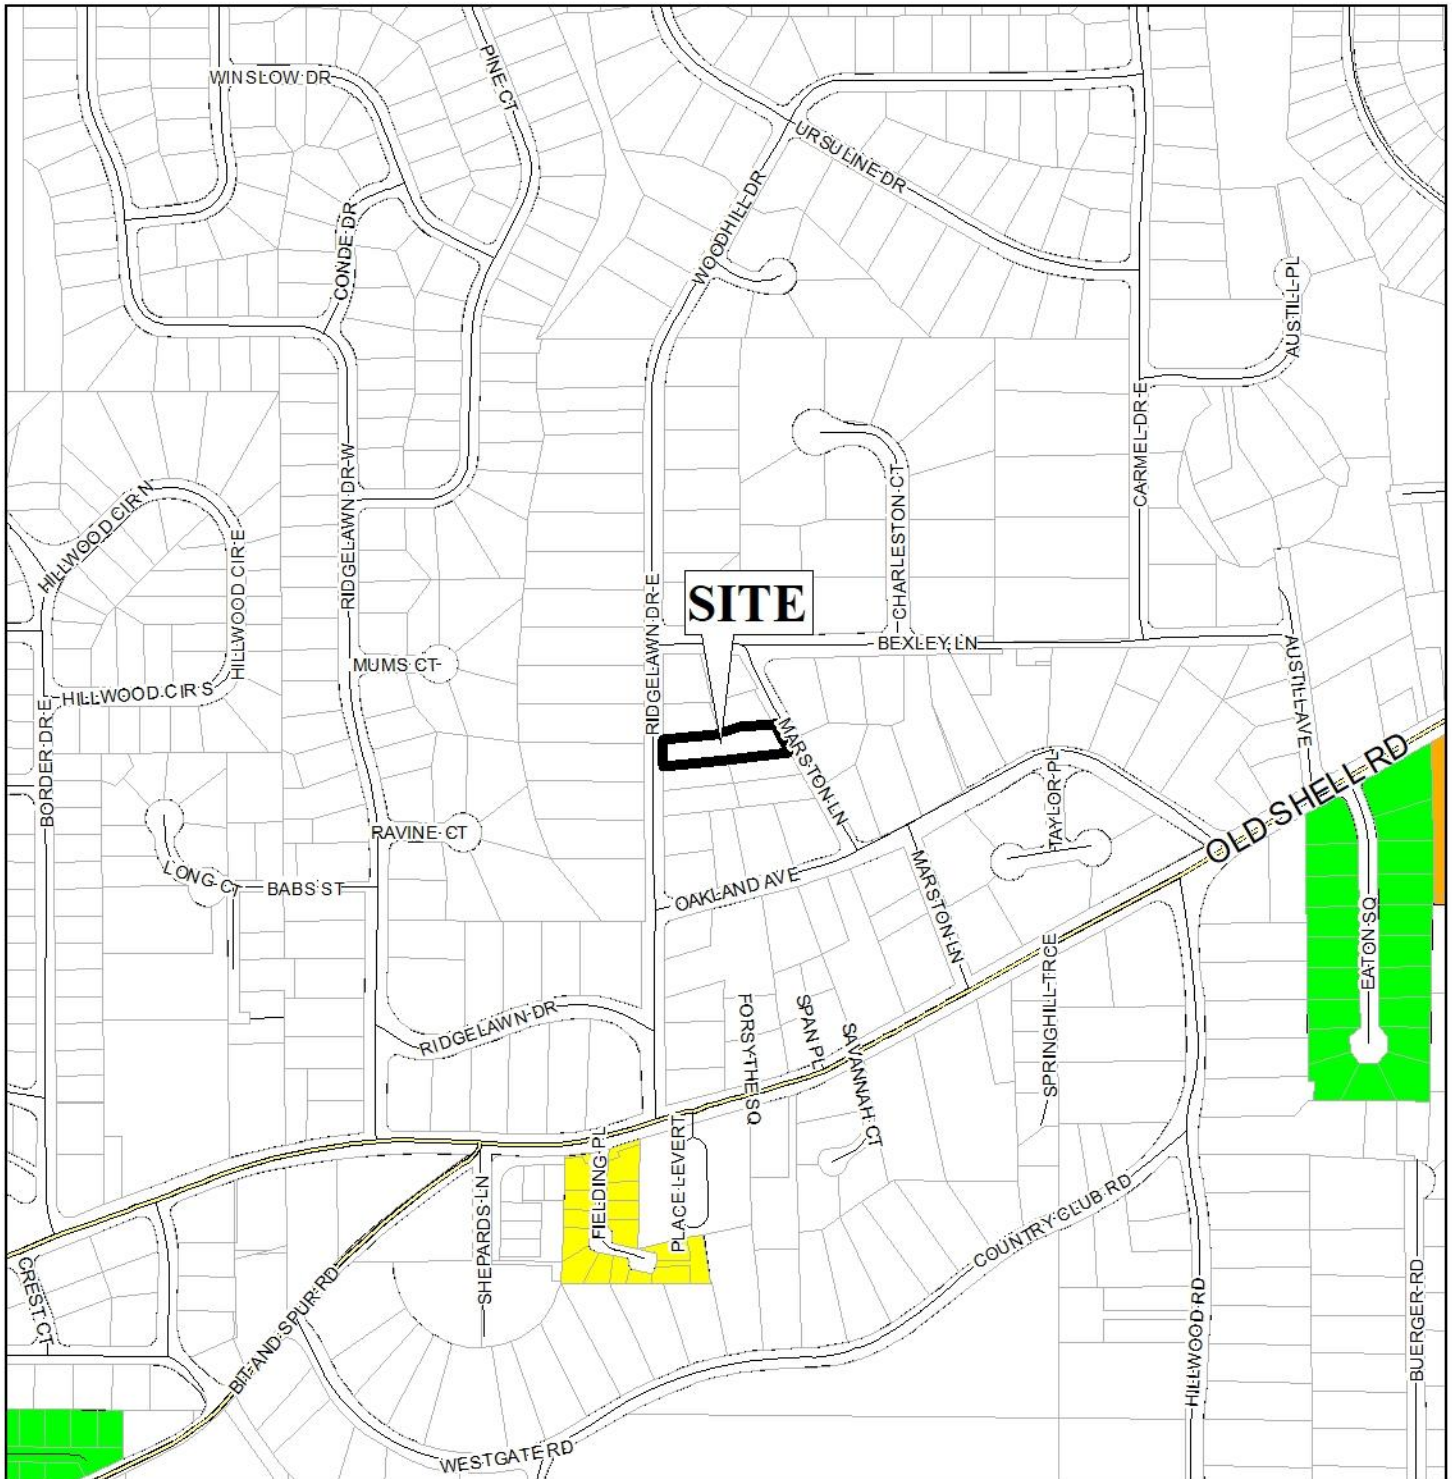 WINSLOW DR
PINE CT
URSULINE DR
WOODHILL DR
CONDE DR
AUSTILL PL
CARMEL DR E
RIDGELAWN DR W
CHARLESTON CT
HILLWOOD CIR N
HILLWOOD CIR E
RIDGELAWN DR E
SITE
BEXLEY LN
MUMS CT
HILLWOOD CIR S
AUSTILL AVE
BORDER DR E
MARSTON LN
OLD SHELL RD
TAYLOR PL
RAVINE CT
LONG CT
BABS ST
OAKLAND AVE
MARSTON LN
EATON SQ
RIDGELAWN DR
FORSYTHE SQ
SPAN PL
SAVANNAH CT
SPRINGHILL TRCE
FIELDING PL
PLACE LEVERT
SHEPARDS LN
COUNTRY CLUB RD
CREST CT
BIT AND SPUR RD
HILLWOOD RD
BUERGER RD
WESTGATE RD